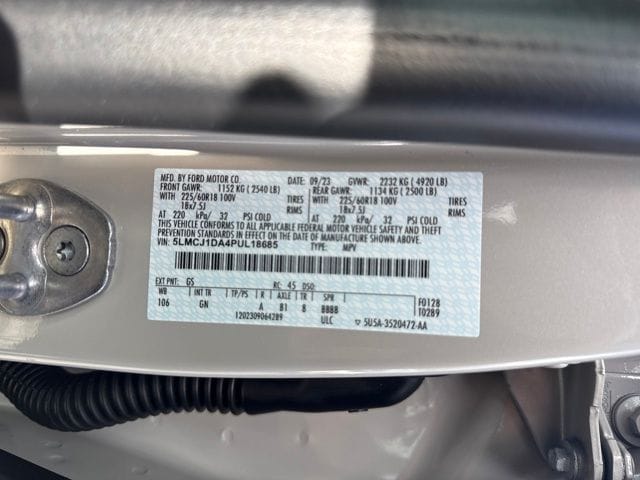 MFD. BY FORD MOTOR CO. DATE: 09/23 GVWR: 2232 KG ( 4920 LB)
FRONT GAWR: 1152 KG ( 2540 LB) REAR GAWR: 1134 KG ( 2500 LB)
WITH 225/60R18 100V TIRES WITH 225/60R18 100V TIRES
18x7.5J RIMS 18x7.5J RIMS
AT 220 kPa/ 32 PSI COLD AT 220 kPa/ 32 PSI COLD
THIS VEHICLE CONFORMS TO ALL APPLICABLE FEDERAL MOTOR VEHICLE SAFETY AND THEFT PREVENTION
STANDARDS IN EFFECT ON THE DATE OF MANUFACTURE SHOWN ABOVE.
VIN: 5LMCJ1DA4PUL18685 TYPE: MPV
EXT PNT: GS RC: 45 DSO:
WB INT TR TP/PS R AXLE TR SPR F0128
106 GN A B1 8 BBBB T0289
1202309064289 ULC ▽ 5U5A-3520472-AA